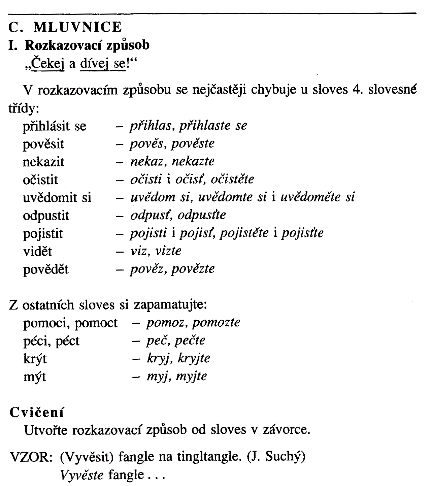 C. MLUVNICE
I. Rozkazovací způsob
„Čekej a dívej se!“
V rozkazovacím způsobu se nejčastěji chybuje u sloves 4. slovesné
třídy:
přihlásit se – přihlas, přihlaste se
pověsit – pověs, pověste
nekazit – nekaz, nekazte
očistit – očisti i očisť, očistěte
uvědomit si – uvědom si, uvědomte si i uvědoměte si
odpustit – odpusť, odpusťte
pojistit – pojisti i pojisť, pojistěte i pojisťte
vidět – viz, vizte
povědět – pověz, povězte
Z ostatních sloves si zapamatujte:
pomoci, pomoct – pomoz, pomozte
péci, péct – peč, pečte
krýt – kryj, kryjte
mýt – myj, myjte
Cvičení
Utvořte rozkazovací způsob od sloves v závorce.
VZOR: (Vyvěsit) fangle na tingltangle. (J. Suchý)
Vyvěste fangle . . .